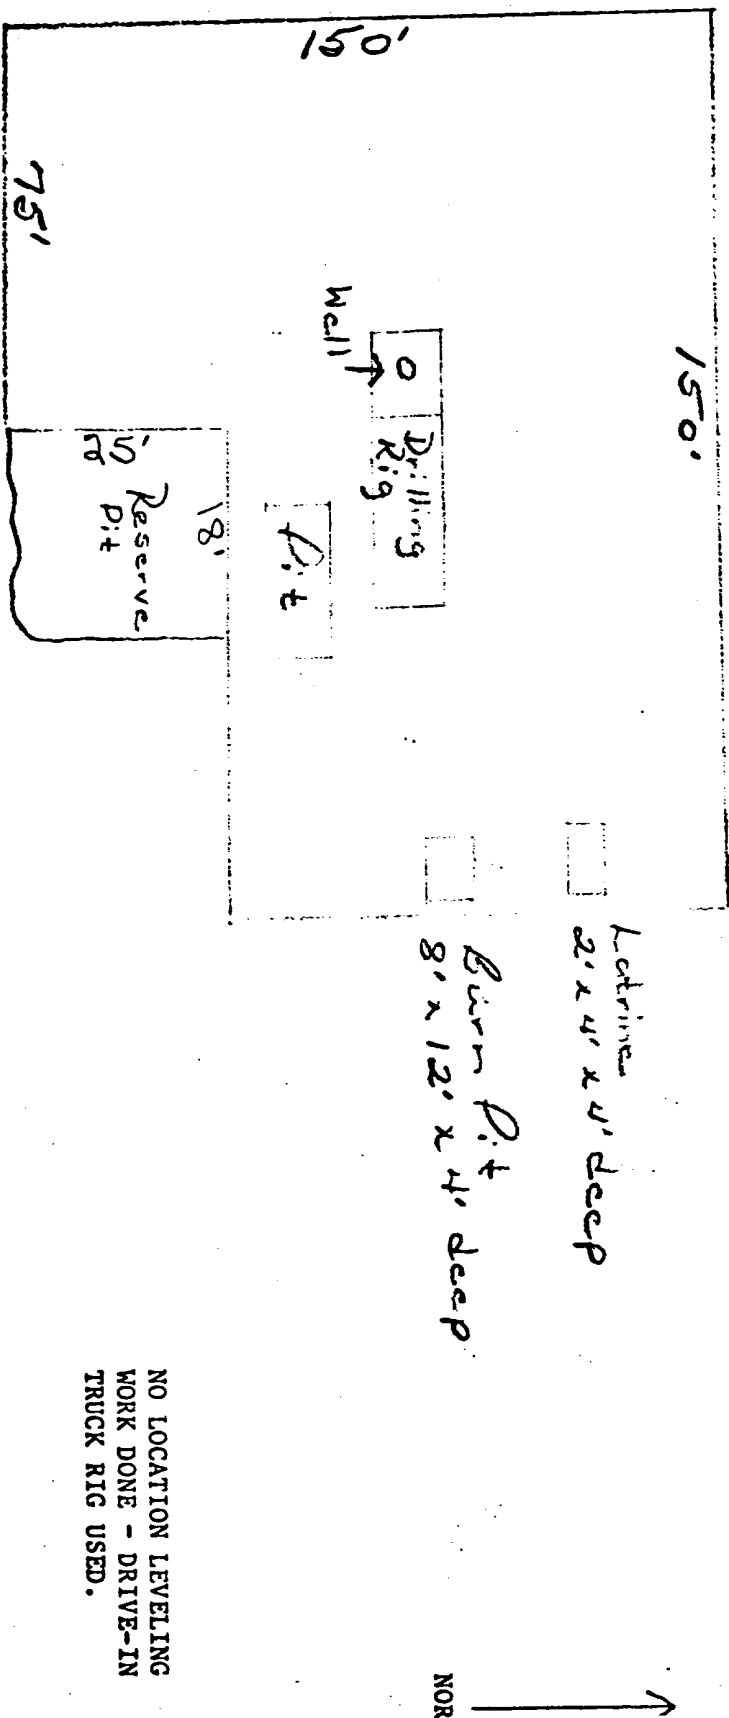 150'
150'
75'
Well
O
Drilling
Rig
Pit
25'
18'
Reserve
Pit
Latrine
2' x 4' x 4' deep
Burn Pit
8' x 12' x 4' deep
NO LOCATION LEVELING
WORK DONE - DRIVE-IN
TRUCK RIG USED.
NOR